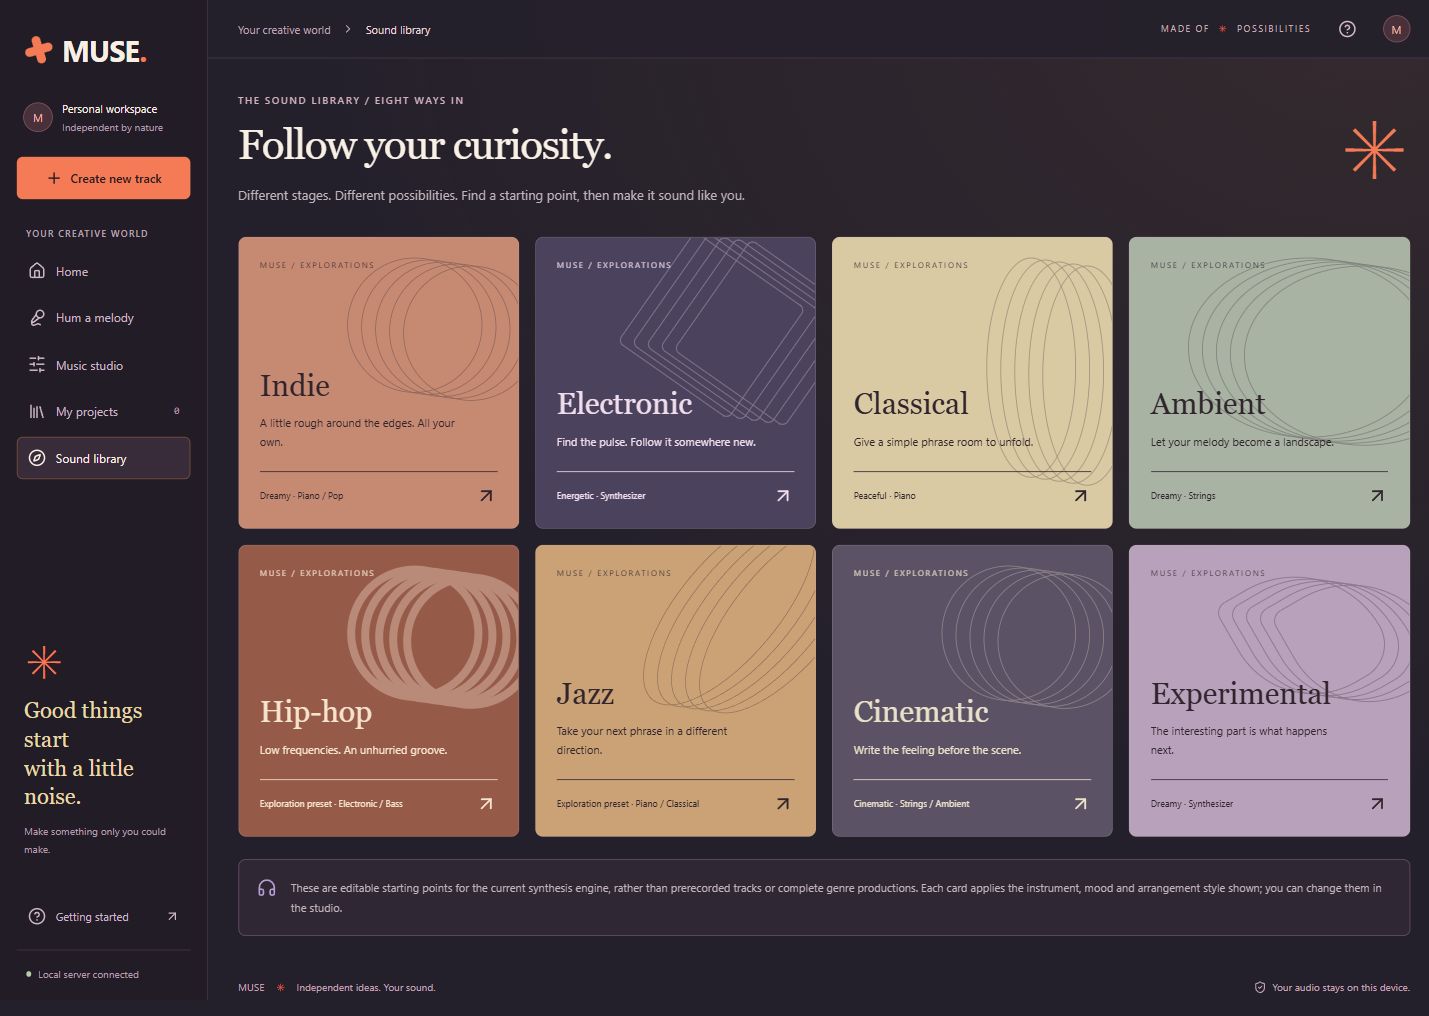 MUSE.
M
Personal workspace
Independent by nature
Create new track
YOUR CREATIVE WORLD
Home
Hum a melody
Music studio
My projects
0
Sound library
Good things
start
with a little
noise.
Make something only you could
make.
Getting started
Local server connected
Your creative world
Sound library
MADE OF
POSSIBILITIES
M
THE SOUND LIBRARY / EIGHT WAYS IN
Follow your curiosity.
Different stages. Different possibilities. Find a starting point, then make it sound like you.
MUSE / EXPLORATIONS
Indie
A little rough around the edges. All your
own.
Dreamy · Piano / Pop
MUSE / EXPLORATIONS
Electronic
Find the pulse. Follow it somewhere new.
Energetic · Synthesizer
MUSE / EXPLORATIONS
Classical
Give a simple phrase room to unfold.
Peaceful · Piano
MUSE / EXPLORATIONS
Ambient
Let your melody become a landscape.
Dreamy · Strings
MUSE / EXPLORATIONS
Hip-hop
Low frequencies. An unhurried groove.
Exploration preset · Electronic / Bass
MUSE / EXPLORATIONS
Jazz
Take your next phrase in a different
direction.
Exploration preset · Piano / Classical
MUSE / EXPLORATIONS
Cinematic
Write the feeling before the scene.
Cinematic · Strings / Ambient
MUSE / EXPLORATIONS
Experimental
The interesting part is what happens
next.
Dreamy · Synthesizer
These are editable starting points for the current synthesis engine, rather than prerecorded tracks or complete genre productions. Each card applies the instrument, mood and arrangement style shown; you can change them in
the studio.
MUSE
Independent ideas. Your sound.
Your audio stays on this device.